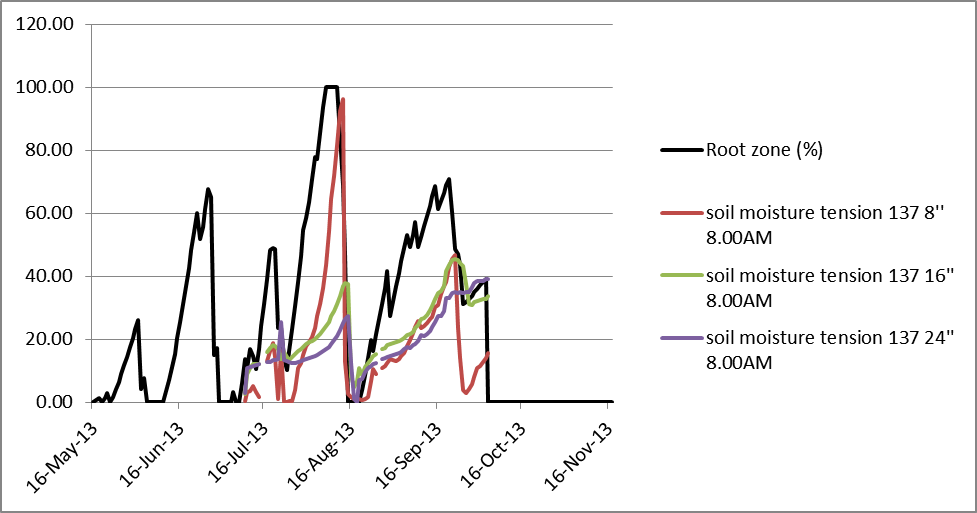 120.00
100.00
80.00
60.00
40.00
20.00
0.00
16-May-13
16-Jun-13
16-Jul-13
16-Aug-13
16-Sep-13
16-Oct-13
16-Nov-13
Root zone (%)
soil moisture tension 137 8''
8.00AM
soil moisture tension 137 16"
8.00AM
soil moisture tension 137 24"
8.00AM